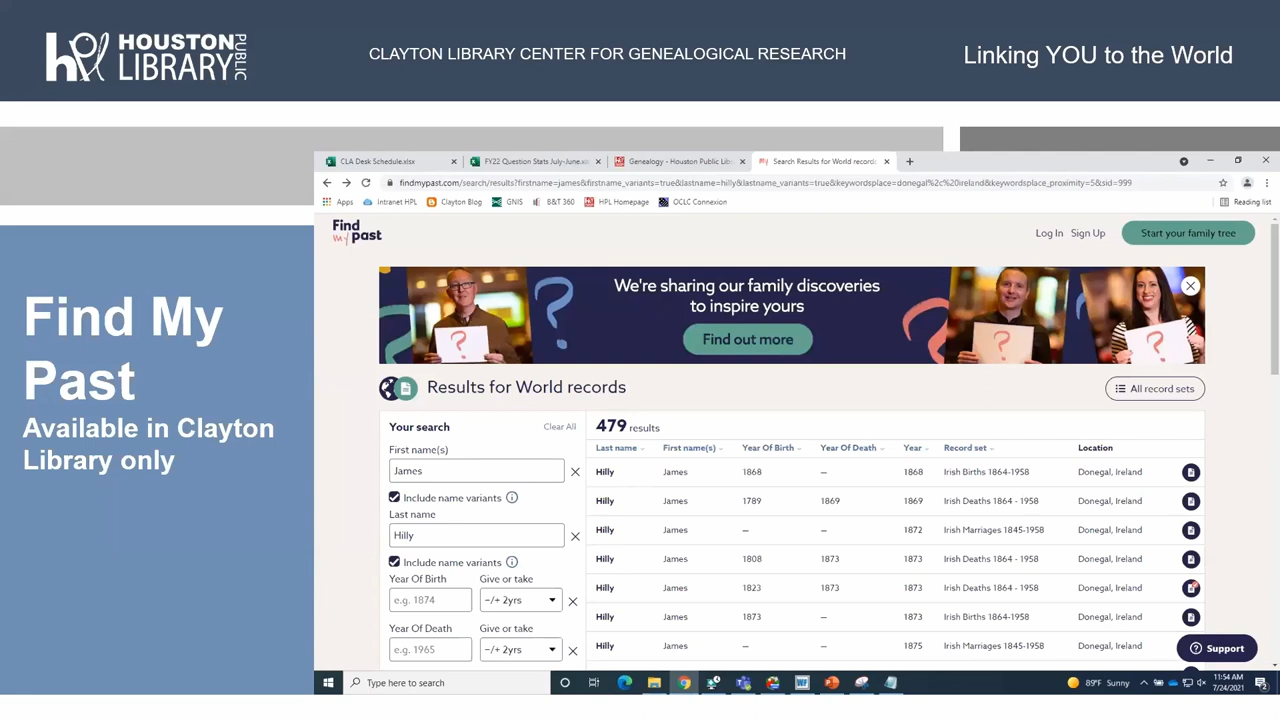 HOUSTON
LIBRARY
PUBLIC
CLAYTON LIBRARY CENTER FOR GENEALOGICAL RESEARCH
Linking YOU to the World
Find My
Past
Available in Clayton
Library only
CLA Desk Schedule.xlsx
FY22 Question Stats July-June.xs
Genealogy - Houston Public Libr
Search Results for World records
findmypast.com/search/results?firstname=james&firstname_variants=true&lastname=hilly&lastname_variants=true&keywordsplace=donegal%2c%20ireland&keywordsplace_proximity=5&sid=999
Apps Intranet HPL Clayton Blog GNIS B&T 360 HPL Homepage OCLC Connexion Reading list
Find
my past
Log In Sign Up Start your family tree
We're sharing our family discoveries
to inspire yours
Find out more
Results for World records
All record sets
Your search Clear All
First name(s)
James
Include name variants
Last name
Hilly
Include name variants
Year Of Birth Give or take
e.g. 1874 -/+ 2yrs
Year Of Death Give or take
e.g. 1965 -/+ 2yrs
479 results
Last name First name(s) Year Of Birth Year Of Death Year Record set Location
Hilly James 1868 – 1868 Irish Births 1864-1958 Donegal, Ireland
Hilly James 1789 1869 1869 Irish Deaths 1864 - 1958 Donegal, Ireland
Hilly James – – 1872 Irish Marriages 1845-1958 Donegal, Ireland
Hilly James 1808 1873 1873 Irish Deaths 1864 - 1958 Donegal, Ireland
Hilly James 1823 1873 1873 Irish Deaths 1864 - 1958 Donegal, Ireland
Hilly James 1873 – 1873 Irish Births 1864-1958 Donegal, Ireland
Hilly James – – 1875 Irish Marriages 1845-1958 Donegal, Ireland
Support
Type here to search
89°F Sunny
11:54 AM
7/24/2021